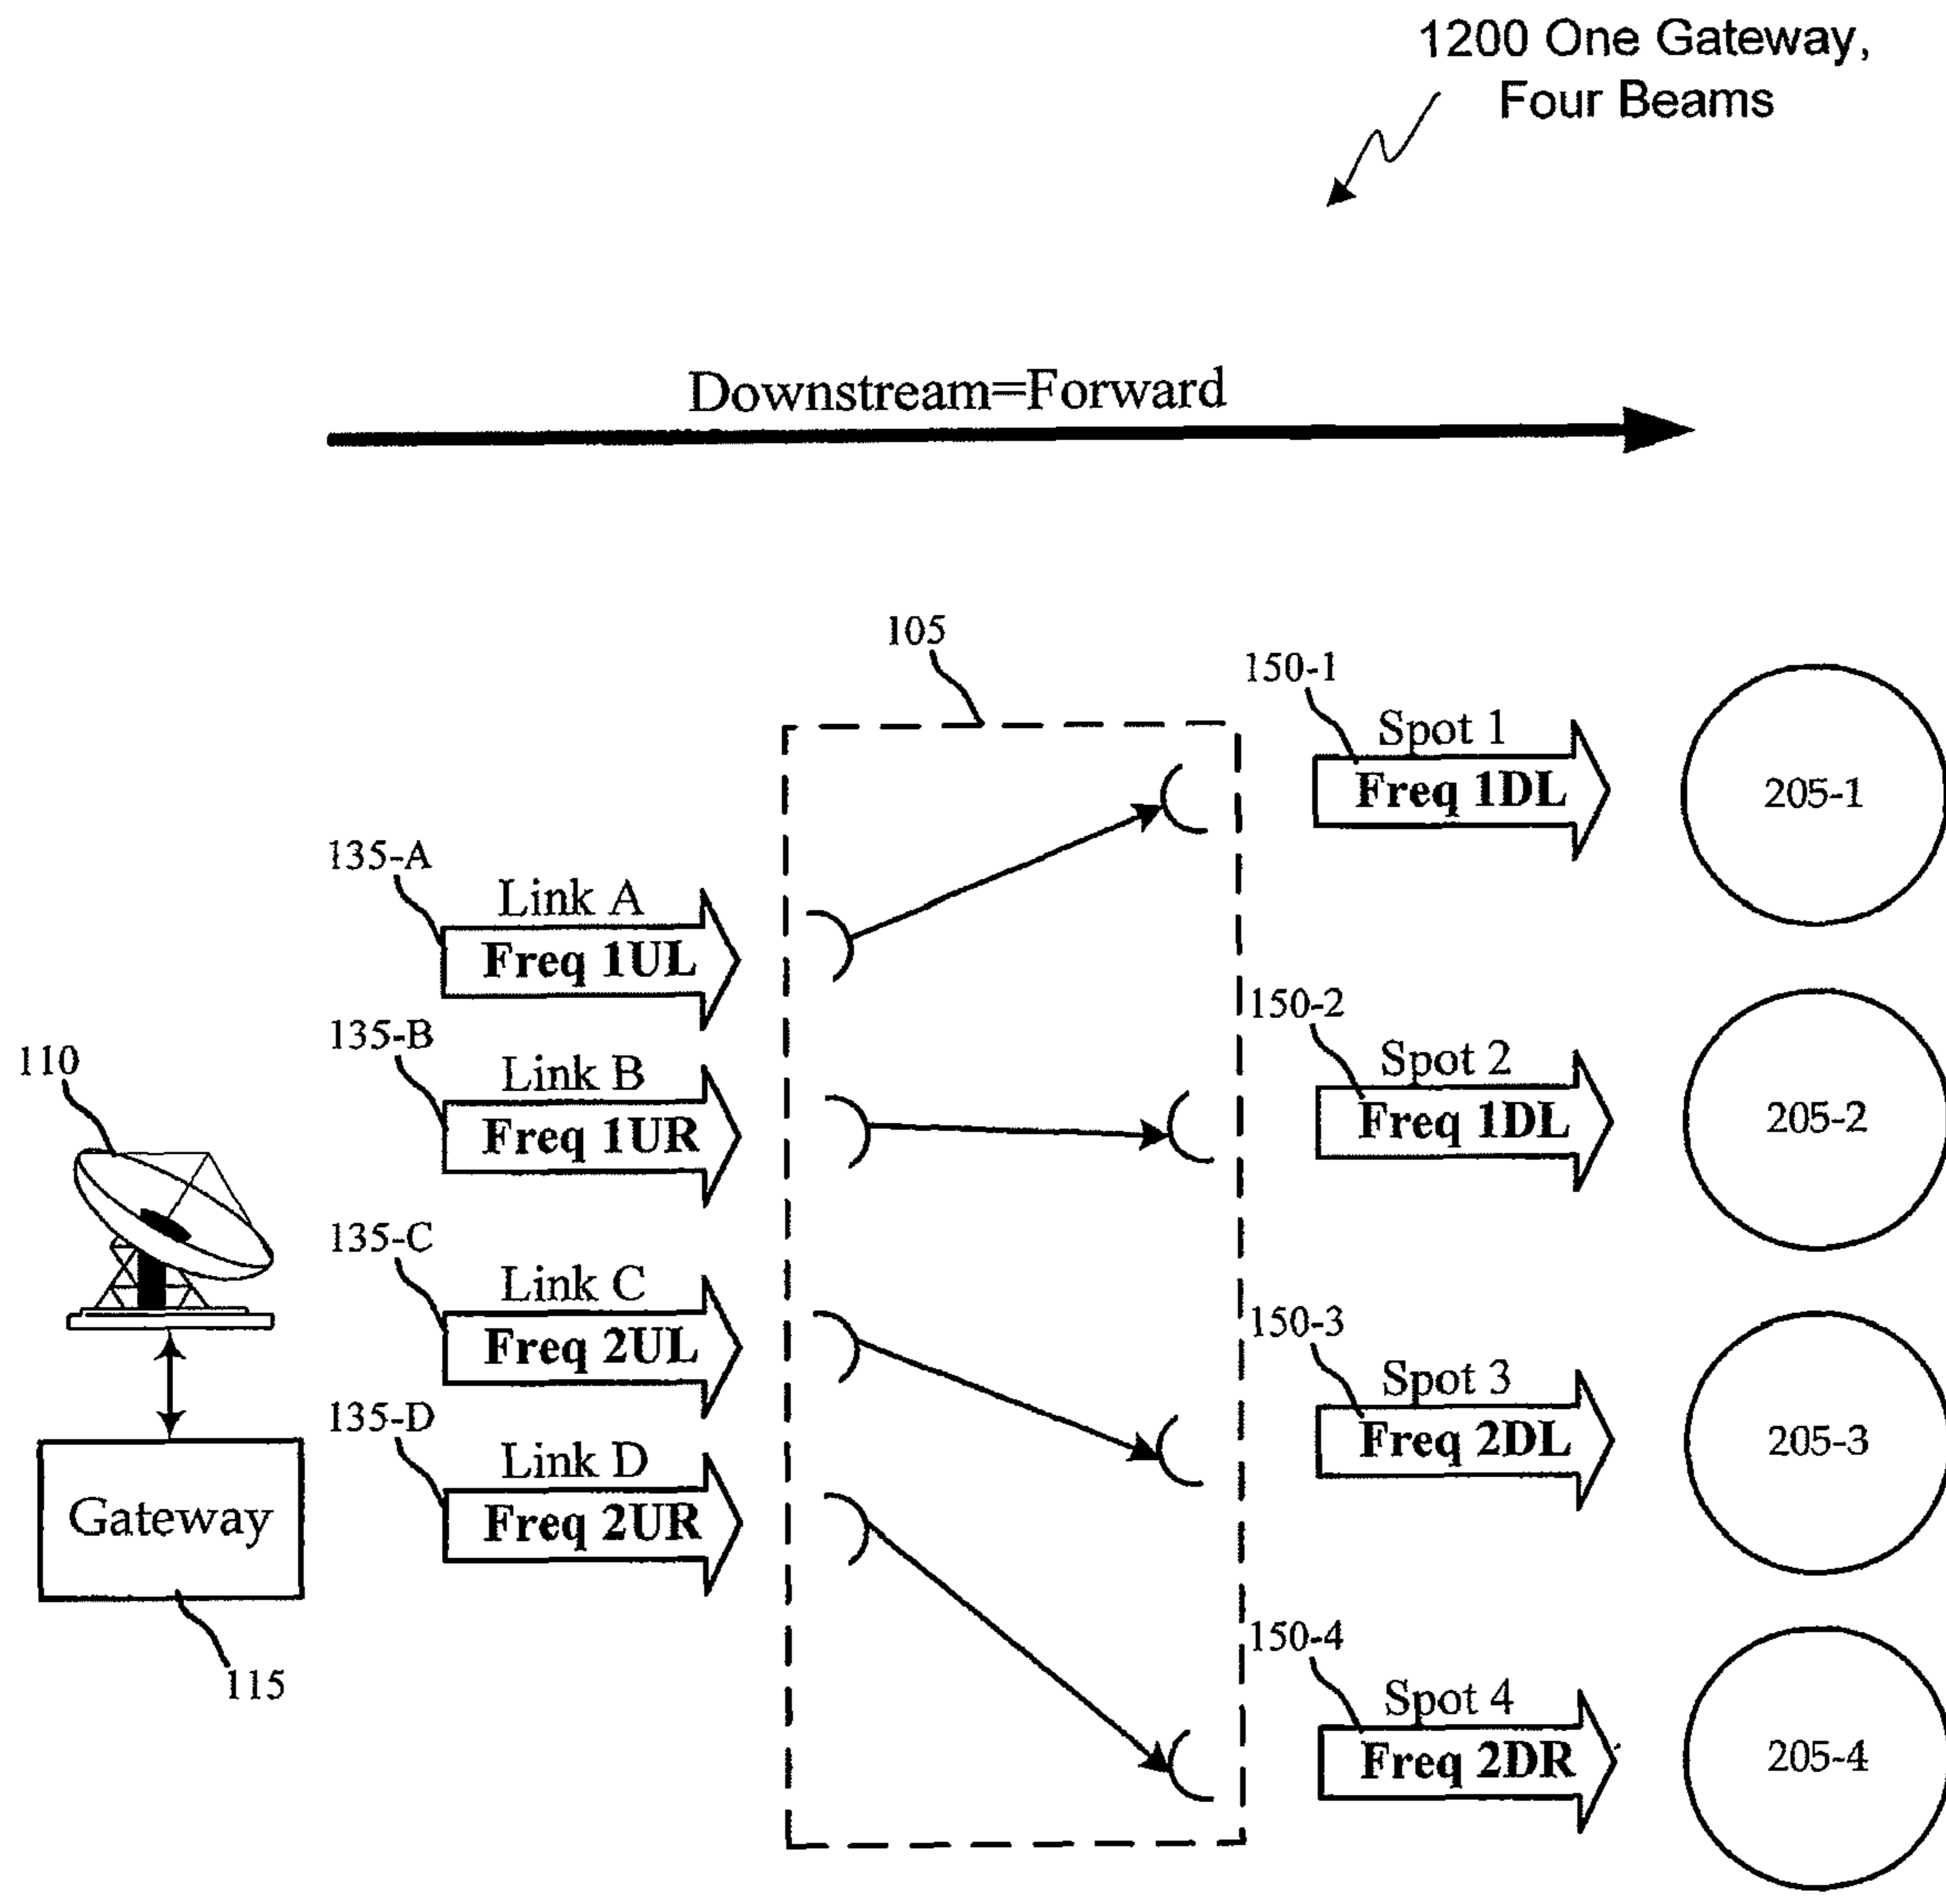 1200 One Gateway,
Four Beams
Downstream=Forward
105
150-1
Spot 1
Freq 1DL
205-1
135-A
Link A
Freq 1UL
150-2
Spot 2
Freq 1DL
205-2
135-B
Link B
Freq 1UR
110
135-C
Link C
Freq 2UL
150-3
Spot 3
Freq 2DL
205-3
135-D
Link D
Freq 2UR
Gateway
115
150-4
Spot 4
Freq 2DR
205-4